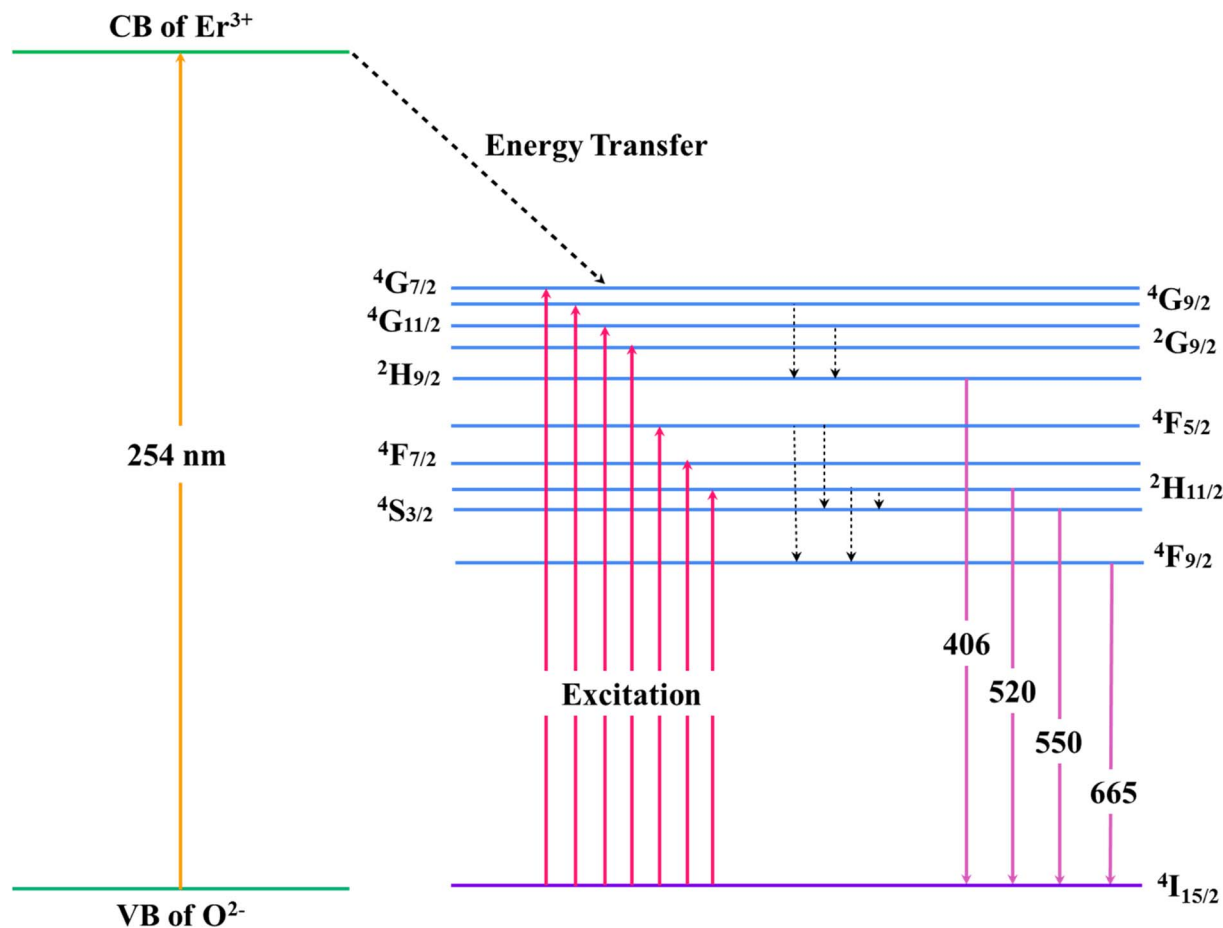 CB of Er³⁺
Energy Transfer
⁴G₇/₂
⁴G₉/₂
⁴G₁₁/₂
²G₉/₂
²H₉/₂
⁴F₅/₂
254 nm
⁴F₇/₂
²H₁₁/₂
⁴S₃/₂
⁴F₉/₂
406
Excitation
520
550
665
⁴I₁₅/₂
VB of O²⁻